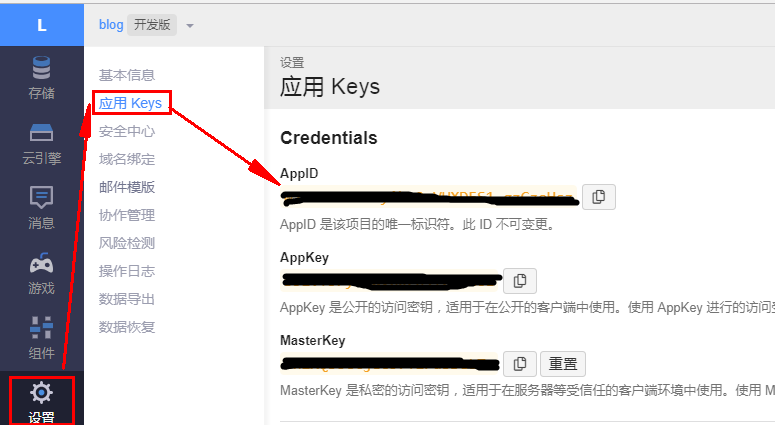 L
blog 开发版
存储
云引擎
消息
游戏
组件
设置
基本信息
应用 Keys
安全中心
域名绑定
邮件模版
协作管理
风险检测
操作日志
数据导出
数据恢复
设置
应用 Keys
Credentials
AppID
AppID 是该项目的唯一标识符。此 ID 不可变更。
AppKey
AppKey 是公开的访问密钥，适用于在公开的客户端中使用。使用 AppKey 进行的访问
MasterKey
重置
MasterKey 是私密的访问密钥，适用于在服务器等受信任的客户端环境中使用。使用 M